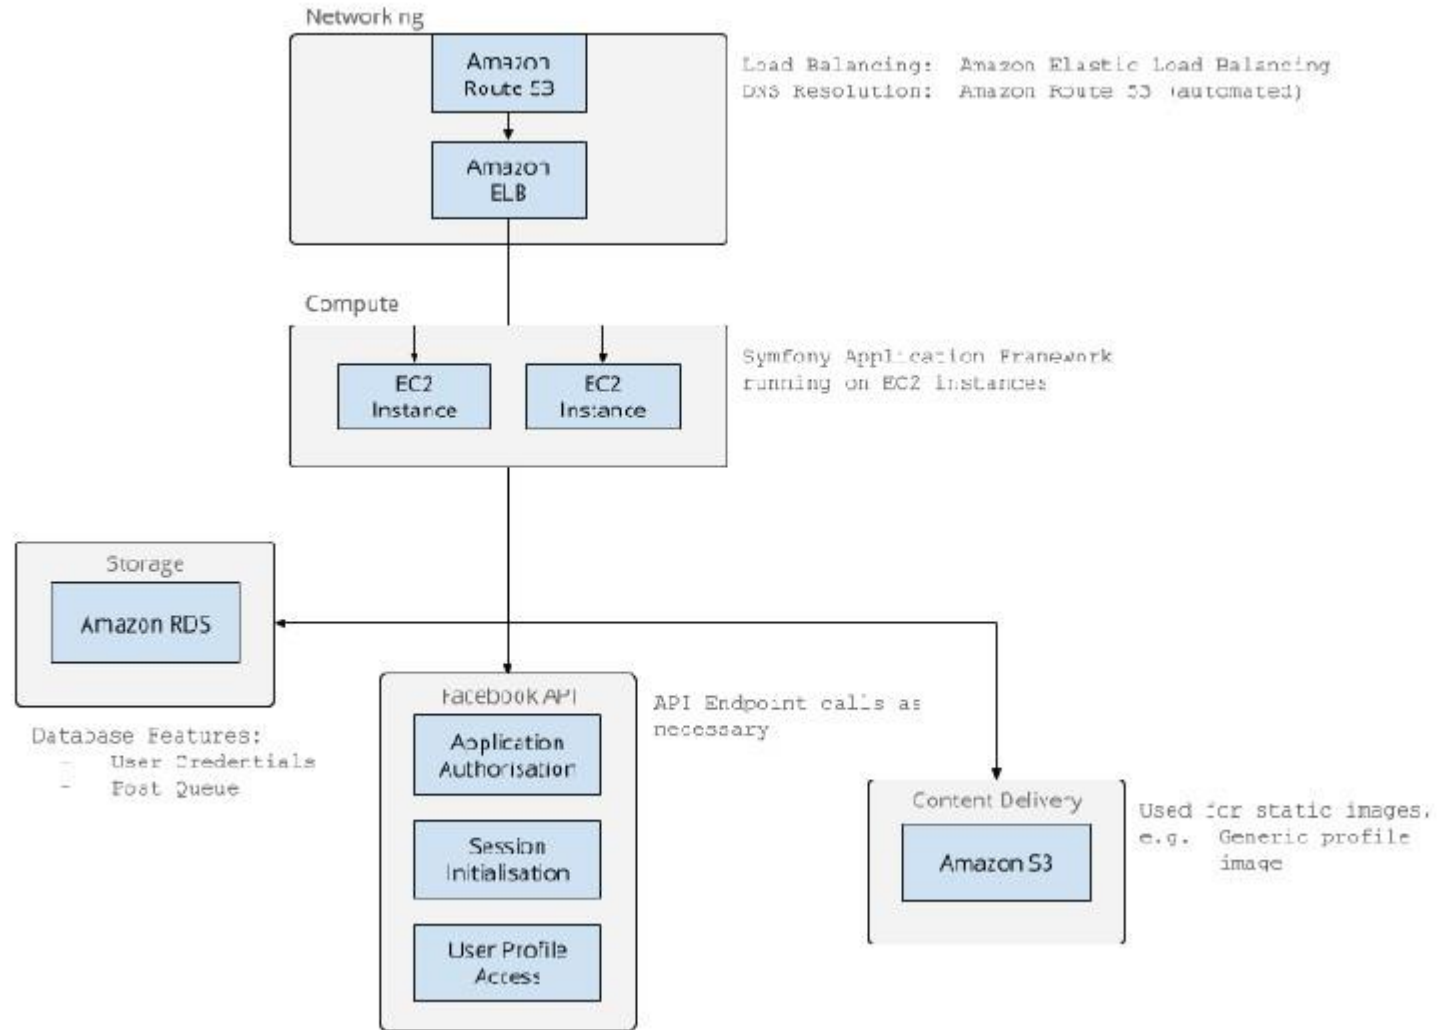 Networking
Amazon
Route 53
Load Balancing: Amazon Elastic Load Balancing
DNS Resolution: Amazon Route 53 (automated)
Amazon
ELB
Compute
EC2
Instance
EC2
Instance
Symfony Application Framework
running on EC2 instances
Storage
Amazon RDS
Database Features:
- User Credentials
- Post Queue
Facebook API
Application
Authorisation
Session
Initialisation
User Profile
Access
API Endpoint calls as
necessary
Content Delivery
Amazon S3
Used for static images,
e.g. Generic profile
image